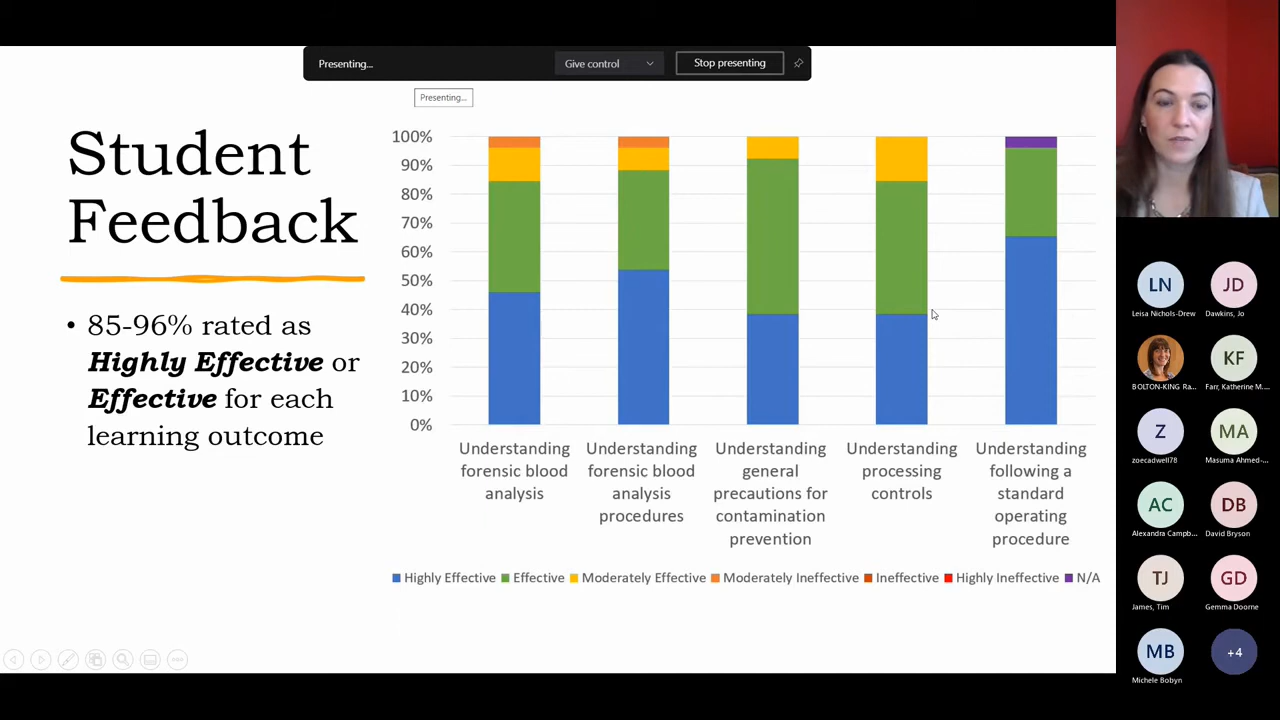 Presenting...
Give control
Stop presenting
Presenting...
Student
Feedback
• 85-96% rated as
Highly Effective or
Effective for each
learning outcome
100%
90%
80%
70%
60%
50%
40%
30%
20%
10%
0%
Understanding
forensic blood
analysis
Understanding
forensic blood
analysis
procedures
Understanding
general
precautions for
contamination
prevention
Understanding
processing
controls
Understanding
following a
standard
operating
procedure
Highly Effective
Effective
Moderately Effective
Moderately Ineffective
Ineffective
Highly Ineffective
N/A
LN
Leisa Nichols-Drew
JD
Dawkins, Jo
BOLTON-KING Ra...
KF
Farr, Katherine M....
Z
zoecadwell78
MA
Masuma Ahmed-...
AC
Alexandra Campb...
DB
David Bryson
TJ
James, Tim
GD
Gemma Doorne
MB
Michele Bobyn
+4